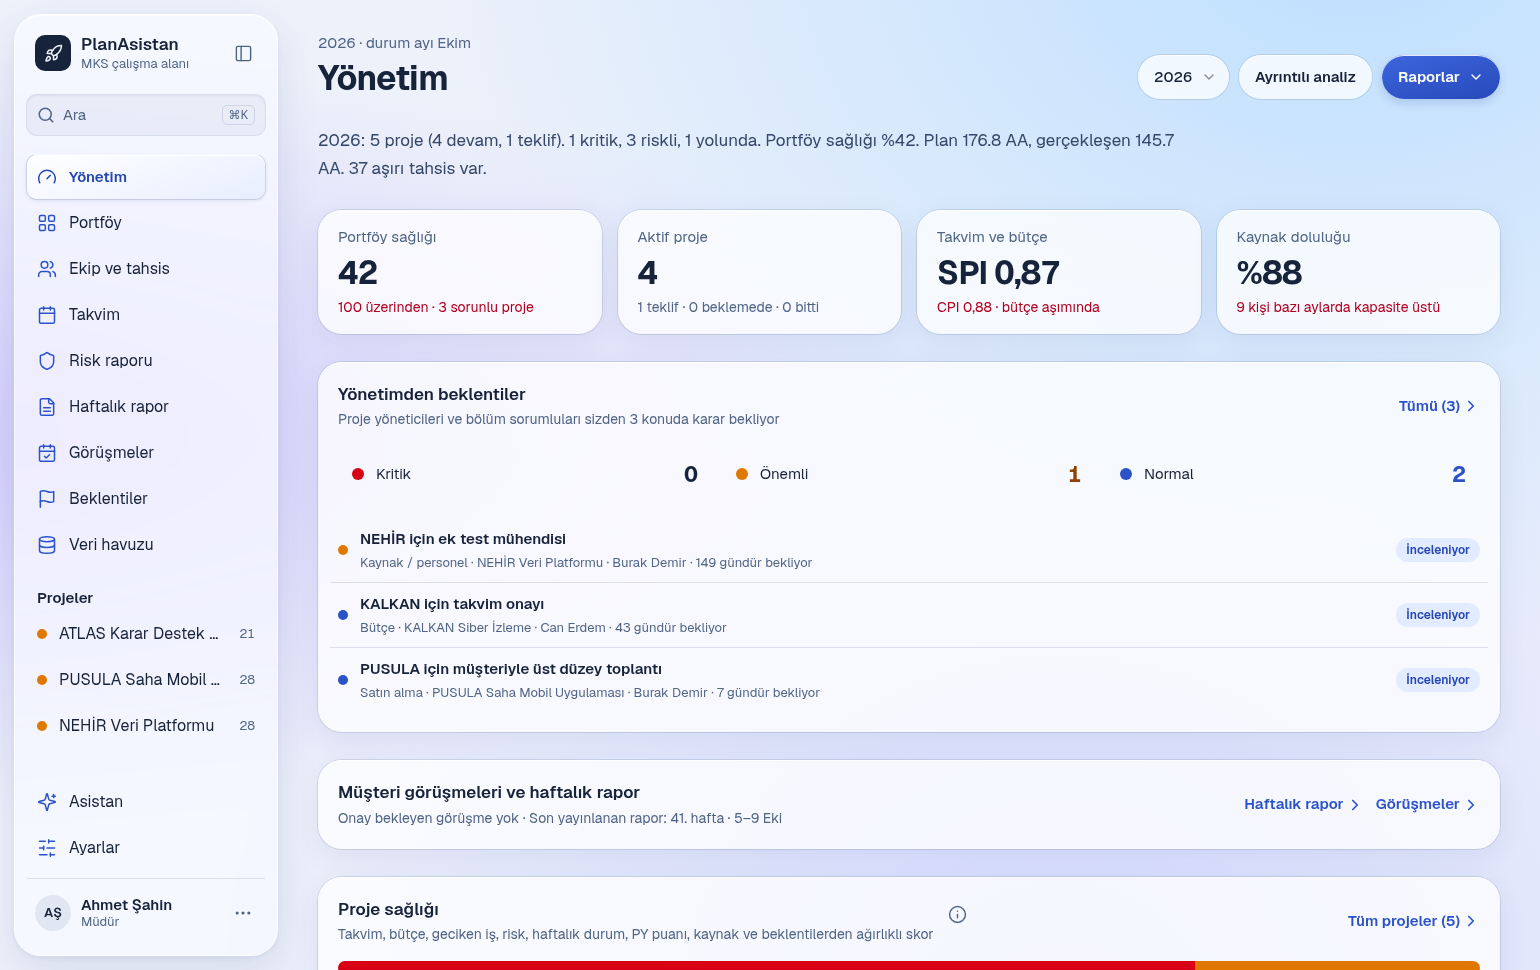 PlanAsistan
MKS çalışma alanı
Ara
⌘K
Yönetim
Portföy
Ekip ve tahsis
Takvim
Risk raporu
Haftalık rapor
Görüşmeler
Beklentiler
Veri havuzu
Projeler
ATLAS Karar Destek ... 21
PUSULA Saha Mobil ... 28
NEHİR Veri Platformu 28
Asistan
Ayarlar
AŞ
Ahmet Şahin
Müdür
2026 · durum ayı Ekim
Yönetim
2026
Ayrıntılı analiz
Raporlar
2026: 5 proje (4 devam, 1 teklif). 1 kritik, 3 riskli, 1 yolunda. Portföy sağlığı %42. Plan 176.8 AA, gerçekleşen 145.7
AA. 37 aşırı tahsis var.
Portföy sağlığı
42
100 üzerinden · 3 sorunlu proje
Aktif proje
4
1 teklif · 0 beklemede · 0 bitti
Takvim ve bütçe
SPI 0,87
CPI 0,88 · bütçe aşımında
Kaynak doluluğu
%88
9 kişi bazı aylarda kapasite üstü
Yönetimden beklentiler
Proje yöneticileri ve bölüm sorumluları sizden 3 konuda karar bekliyor
Tümü (3)
Kritik 0
Önemli 1
Normal 2
NEHİR için ek test mühendisi
Kaynak / personel · NEHİR Veri Platformu · Burak Demir · 149 gündür bekliyor
İnceleniyor
KALKAN için takvim onayı
Bütçe · KALKAN Siber İzleme · Can Erdem · 43 gündür bekliyor
İnceleniyor
PUSULA için müşteriyle üst düzey toplantı
Satın alma · PUSULA Saha Mobil Uygulaması · Burak Demir · 7 gündür bekliyor
İnceleniyor
Müşteri görüşmeleri ve haftalık rapor
Onay bekleyen görüşme yok · Son yayınlanan rapor: 41. hafta · 5–9 Eki
Haftalık rapor
Görüşmeler
Proje sağlığı
Takvim, bütçe, geciken iş, risk, haftalık durum, PY puanı, kaynak ve beklentilerden ağırlıklı skor
Tüm projeler (5)